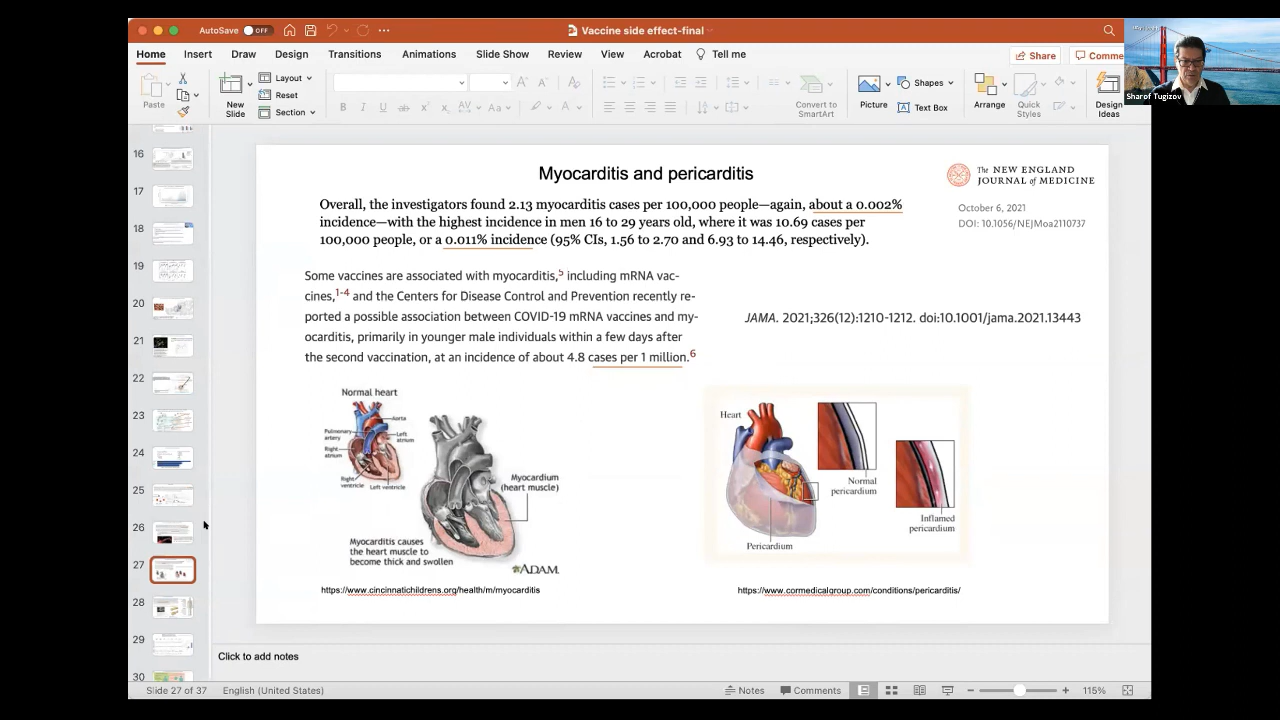 AutoSave OFF
Vaccine side effect-final
Home Insert Draw Design Transitions Animations Slide Show Review View Acrobat Tell me
Share Comme
Sharof Tugizov
Paste
New
Slide
Layout
Reset
Section
Convert to
SmartArt
Picture
Shapes
Text Box
Arrange
Quick
Styles
Design
Ideas
16
17
18
19
20
21
22
23
24
25
26
27
28
29
30
Myocarditis and pericarditis
The NEW ENGLAND
JOURNAL of MEDICINE
October 6, 2021
DOI: 10.1056/NEJMoa2110737
Overall, the investigators found 2.13 myocarditis cases per 100,000 people—again, about a 0.002%
incidence—with the highest incidence in men 16 to 29 years old, where it was 10.69 cases per
100,000 people, or a 0.011% incidence (95% CIs, 1.56 to 2.70 and 6.93 to 14.46, respectively).
Some vaccines are associated with myocarditis,5 including mRNA vac-
cines,1-4 and the Centers for Disease Control and Prevention recently re-
ported a possible association between COVID-19 mRNA vaccines and my-
ocarditis, primarily in younger male individuals within a few days after
the second vaccination, at an incidence of about 4.8 cases per 1 million.6
JAMA. 2021;326(12):1210-1212. doi:10.1001/jama.2021.13443
Normal heart
Aorta
Pulmonary
artery
Left
atrium
Right
atrium
Right
ventricle
Left ventricle
Myocardium
(heart muscle)
Myocarditis causes
the heart muscle to
become thick and swollen
ADAM.
https://www.cincinnatichildrens.org/health/m/myocarditis
Heart
Normal
pericardium
Inflamed
pericardium
Pericardium
https://www.cormedicalgroup.com/conditions/pericarditis/
Click to add notes
Slide 27 of 37 English (United States) Notes Comments 115%